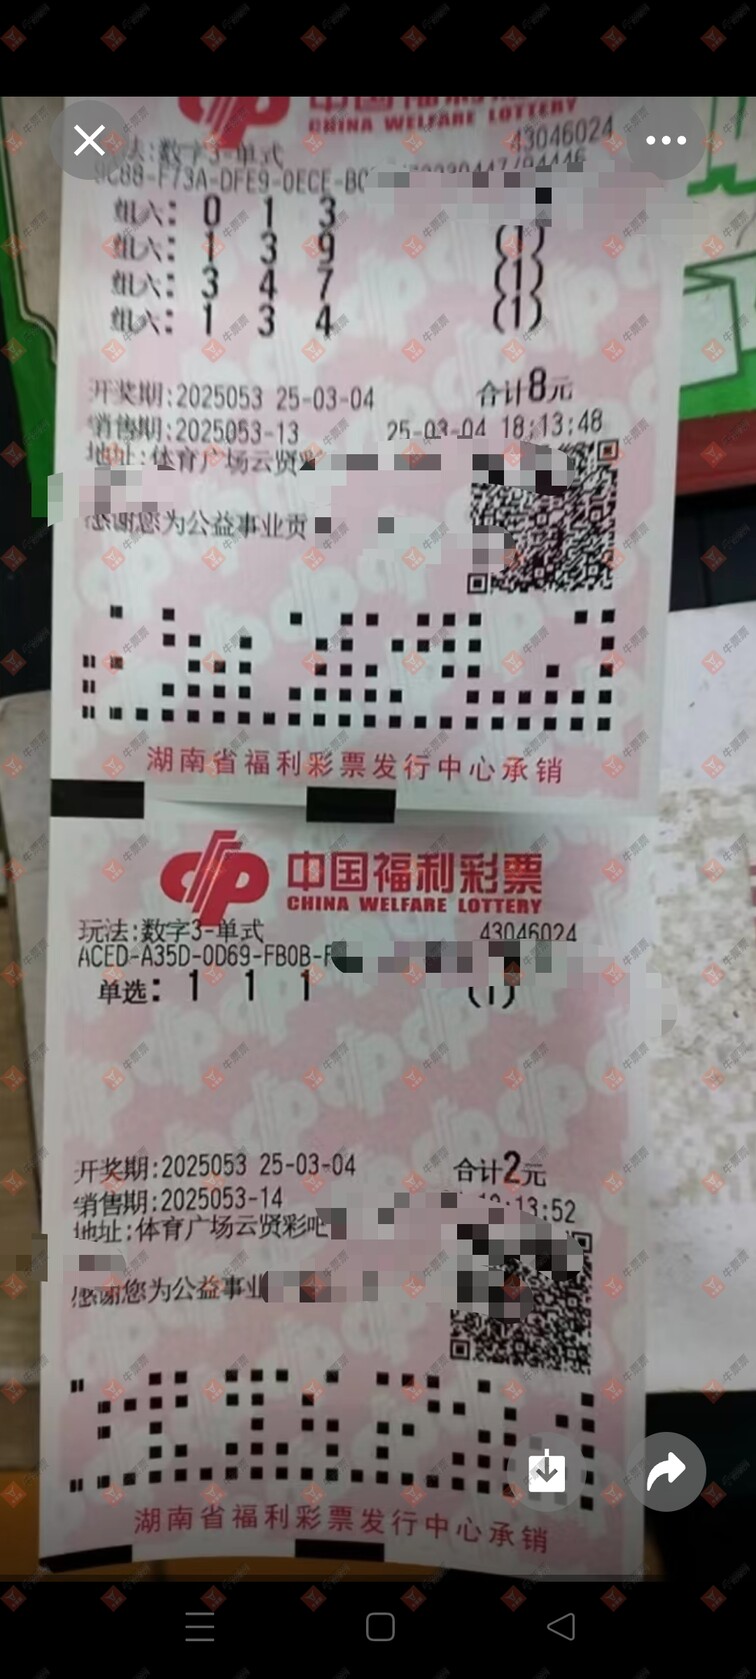 CHINA WELFARE LOTTERY
43046024
法:数字3-单式
组六: 0 1 3
组六: 1 3 9 (1)
组六: 3 4 7 (1)
组六: 1 3 4 (1)
开奖期:2025053 25-03-04 合计8元
销售期:2025053-13 25-03-04 18:13:48
地址:体育广场云贤彩
感谢您为公益事业贡
湖南省福利彩票发行中心承销
中国福利彩票
CHINA WELFARE LOTTERY
玩法:数字3-单式 43046024
ACED-A35D-0D69-FB0B-
单选: 1 1 1 (1)
开奖期:2025053 25-03-04 合计2元
销售期:2025053-14 :13:52
地址:体育广场云贤彩吧
感谢您为公益事业
湖南省福利彩票发行中心承销